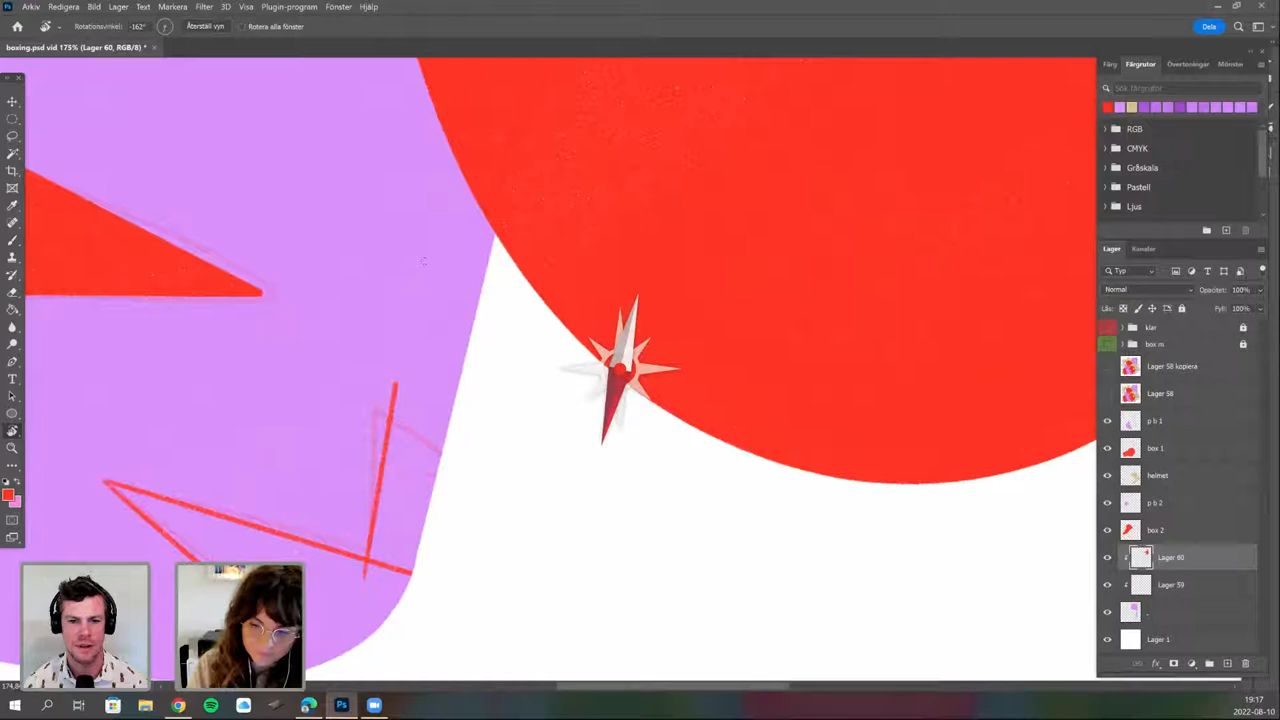 Arkiv Redigera Bild Lager Text Markera Filter 3D Visa Plugin-program Fönster Hjälp
Rotationsvinkel: -162° Återställ vyn Rotera alla fönster Dela
boxing.psd vid 175% (Lager 60, RGB/8) *
Färg Färgrutor Övertoningar Mönster
Sök färgrutor
RGB
CMYK
Gråskala
Pastell
Ljus
Lager Kanaler
Typ
Normal Opacitet: 100%
Lås: Fyll: 100%
klar
box m
Lager 58 kopiera
Lager 58
p b 1
box 1
helmet
p b 2
box 2
Lager 60
Lager 59
Lager 1
19:17
2022-08-10